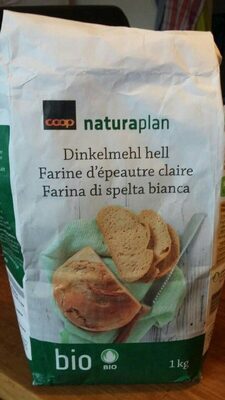 coop naturaplan
Dinkelmehl hell
Farine d'épeautre claire
Farina di spelta bianca
bio BIO 1 kg